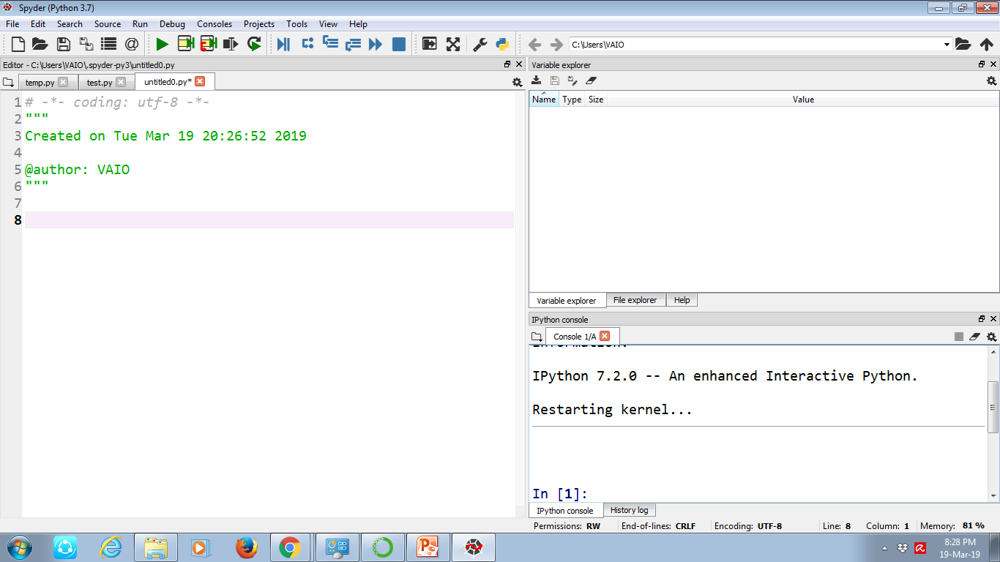 Spyder (Python 3.7)
File Edit Search Source Run Debug Consoles Projects Tools View Help
C:\Users\VAIO
Editor - C:\Users\VAIO\.spyder-py3\untitled0.py
temp.py test.py untitled0.py*
1 # -*- coding: utf-8 -*-
2 """
3 Created on Tue Mar 19 20:26:52 2019
4
5 @author: VAIO
6 """
7
8
Variable explorer
Name Type Size Value
Variable explorer File explorer Help
IPython console
Console 1/A
information.
IPython 7.2.0 -- An enhanced Interactive Python.
Restarting kernel...
In [1]:
IPython console History log
Permissions: RW End-of-lines: CRLF Encoding: UTF-8 Line: 8 Column: 1 Memory: 81 %
8:28 PM
19-Mar-19